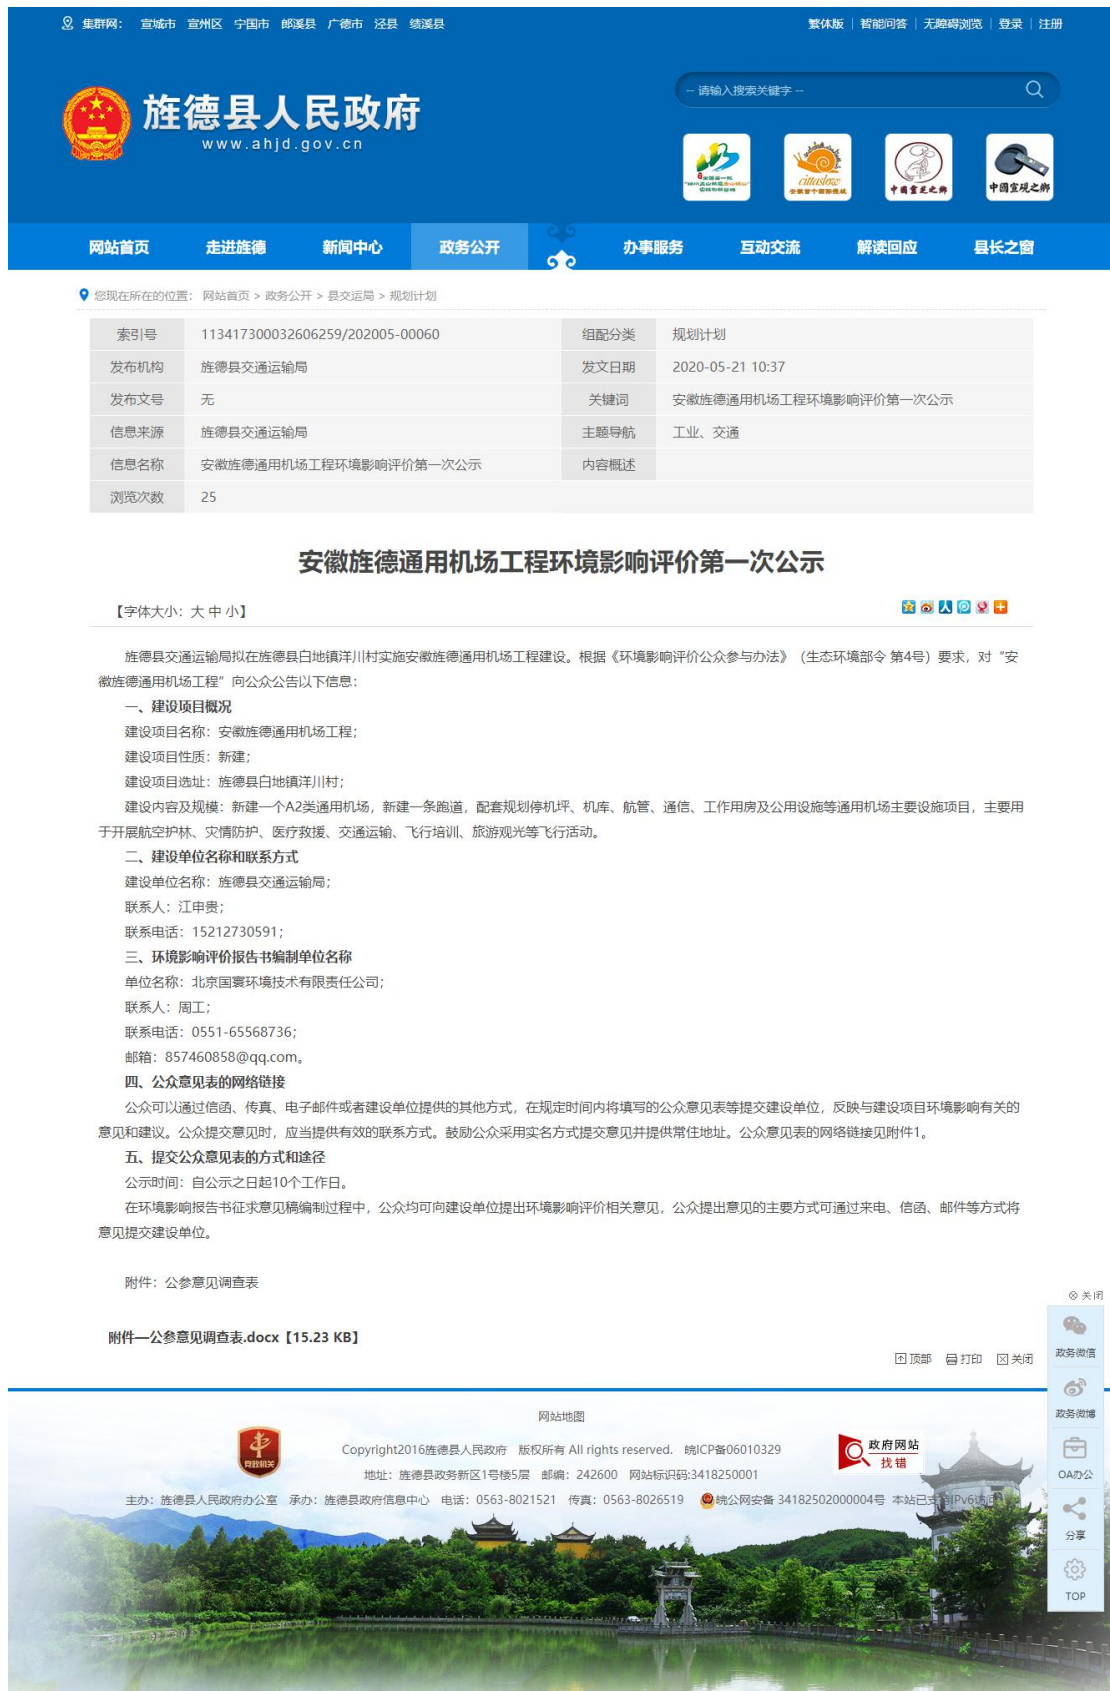 集群网： 宣城市 宣州区 宁国市 郎溪县 广德市 泾县 绩溪县
繁体版 | 智能问答 | 无障碍浏览 | 登录 | 注册
旌德县人民政府
www.ahjd.gov.cn
-- 请输入搜索关键字 --
cittaslow
中国灵芝之乡
中国宣砚之乡
网站首页 走进旌德 新闻中心 政务公开 办事服务 互动交流 解读回应 县长之窗
您现在所在的位置： 网站首页 > 政务公开 > 县交运局 > 规划计划
索引号 113417300032606259/202005-00060 组配分类 规划计划
发布机构 旌德县交通运输局 发文日期 2020-05-21 10:37
发布文号 无 关键词 安徽旌德通用机场工程环境影响评价第一次公示
信息来源 旌德县交通运输局 主题导航 工业、交通
信息名称 安徽旌德通用机场工程环境影响评价第一次公示 内容概述
浏览次数 25
安徽旌德通用机场工程环境影响评价第一次公示
【字体大小：大 中 小】
旌德县交通运输局拟在旌德县白地镇洋川村实施安徽旌德通用机场工程建设。根据《环境影响评价公众参与办法》（生态环境部令 第4号）要求，对“安
徽旌德通用机场工程”向公众公告以下信息：
一、建设项目概况
建设项目名称：安徽旌德通用机场工程；
建设项目性质：新建；
建设项目选址：旌德县白地镇洋川村；
建设内容及规模：新建一个A2类通用机场，新建一条跑道，配套规划停机坪、机库、航管、通信、工作用房及公用设施等通用机场主要设施项目，主要用
于开展航空护林、灾情防护、医疗救援、交通运输、飞行培训、旅游观光等飞行活动。
二、建设单位名称和联系方式
建设单位名称：旌德县交通运输局；
联系人：江申贵；
联系电话：15212730591；
三、环境影响评价报告书编制单位名称
单位名称：北京国寰环境技术有限责任公司；
联系人：周工；
联系电话：0551-65568736；
邮箱：857460858@qq.com。
四、公众意见表的网络链接
公众可以通过信函、传真、电子邮件或者建设单位提供的其他方式，在规定时间内将填写的公众意见表等提交建设单位，反映与建设项目环境影响有关的
意见和建议。公众提交意见时，应当提供有效的联系方式。鼓励公众采用实名方式提交意见并提供常住地址。公众意见表的网络链接见附件1。
五、提交公众意见表的方式和途径
公示时间：自公示之日起10个工作日。
在环境影响报告书征求意见稿编制过程中，公众均可向建设单位提出环境影响评价相关意见，公众提出意见的主要方式可通过来电、信函、邮件等方式将
意见提交建设单位。
附件：公参意见调查表
附件—公参意见调查表.docx【15.23 KB】
顶部 打印 关闭
关闭
政务微信
政务微博
OA办公
分享
TOP
网站地图
党政机关
Copyright2016旌德县人民政府 版权所有 All rights reserved. 皖ICP备06010329
地址：旌德县政务新区1号楼5层 邮编：242600 网站标识码:3418250001
主办：旌德县人民政府办公室 承办：旌德县政府信息中心 电话：0563-8021521 传真：0563-8026519 皖公网安备 34182502000004号 本站已支持IPv6访问
政府网站
找错